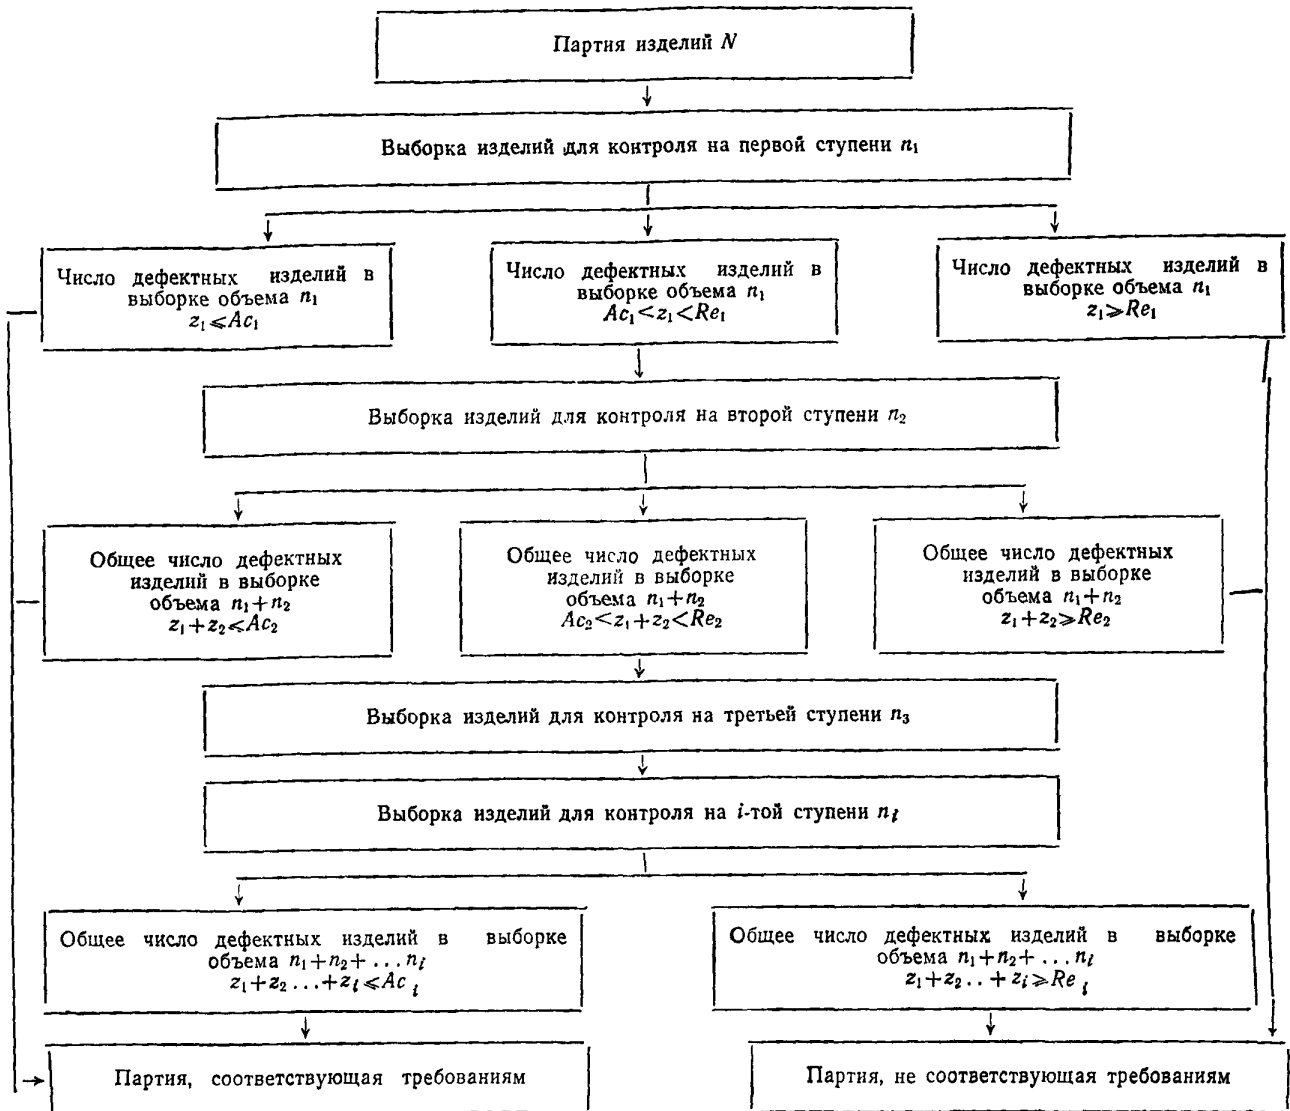 Партия изделий N
Выборка изделий для контроля на первой ступени n₁
Число дефектных изделий в
выборке объема n₁
z₁⩽Ac₁
Число дефектных изделий в
выборке объема n₁
Ac₁<z₁<Re₁
Число дефектных изделий в
выборке объема n₁
z₁⩾Re₁
Выборка изделий для контроля на второй ступени n₂
Общее число дефектных
изделий в выборке
объема n₁+n₂
z₁+z₂⩽Ac₂
Общее число дефектных
изделий в выборке
объема n₁+n₂
Ac₂<z₁+z₂<Re₂
Общее число дефектных
изделий в выборке
объема n₁+n₂
z₁+z₂⩾Re₂
Выборка изделий для контроля на третьей ступени n₃
Выборка изделий для контроля на i-той ступени nᵢ
Общее число дефектных изделий в выборке
объема n₁+n₂+ ...nᵢ
z₁+z₂...+zᵢ⩽Acᵢ
Общее число дефектных изделий в выборке
объема n₁+n₂+ ...nᵢ
z₁+z₂..+zᵢ⩾Reᵢ
Партия, соответствующая требованиям
Партия, не соответствующая требованиям